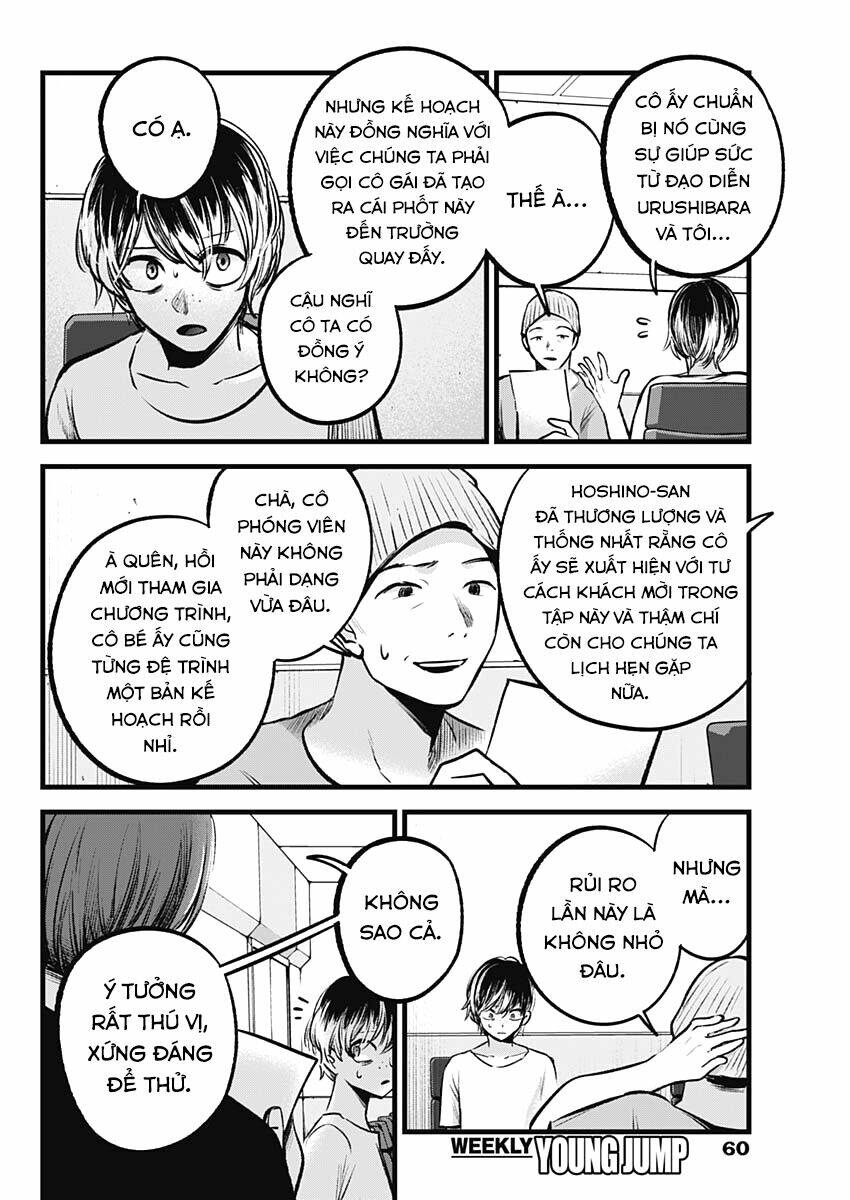 CÔ ẤY CHUẨN
BỊ NÓ CÙNG
SỰ GIÚP SỨC
TỪ ĐẠO DIỄN
URUSHIBARA
VÀ TÔI...
THẾ À...
NHƯNG KẾ HOẠCH
NÀY ĐỒNG NGHĨA VỚI
VIỆC CHÚNG TA PHẢI
GỌI CÔ GÁI ĐÃ TẠO
RA CÁI PHỐT NÀY
ĐẾN TRƯỜNG
QUAY ĐẤY.
CẬU NGHĨ
CÔ TA CÓ
ĐỒNG Ý
KHÔNG?
CÓ Ạ.
HOSHINO-SAN
ĐÃ THƯƠNG LƯỢNG VÀ
THỐNG NHẤT RẰNG CÔ
ẤY SẼ XUẤT HIỆN VỚI TƯ
CÁCH KHÁCH MỜI TRONG
TẬP NÀY VÀ THẬM CHÍ
CÒN CHO CHÚNG TA
LỊCH HẸN GẶP
NỮA.
CHÀ, CÔ
PHÓNG VIÊN
NÀY KHÔNG
PHẢI DẠNG
VỪA ĐÂU.
À QUÊN, HỒI
MỚI THAM GIA
CHƯƠNG TRÌNH,
CÔ BÉ ẤY CŨNG
TỪNG ĐỆ TRÌNH
MỘT BẢN KẾ
HOẠCH RỒI
NHỈ.
NHƯNG
MÀ...
RỦI RO
LẦN NÀY LÀ
KHÔNG NHỎ
ĐÂU.
KHÔNG
SAO CẢ.
Ý TƯỞNG
RẤT THÚ VỊ,
XỨNG ĐÁNG
ĐỂ THỬ.
WEEKLY YOUNG JUMP 60